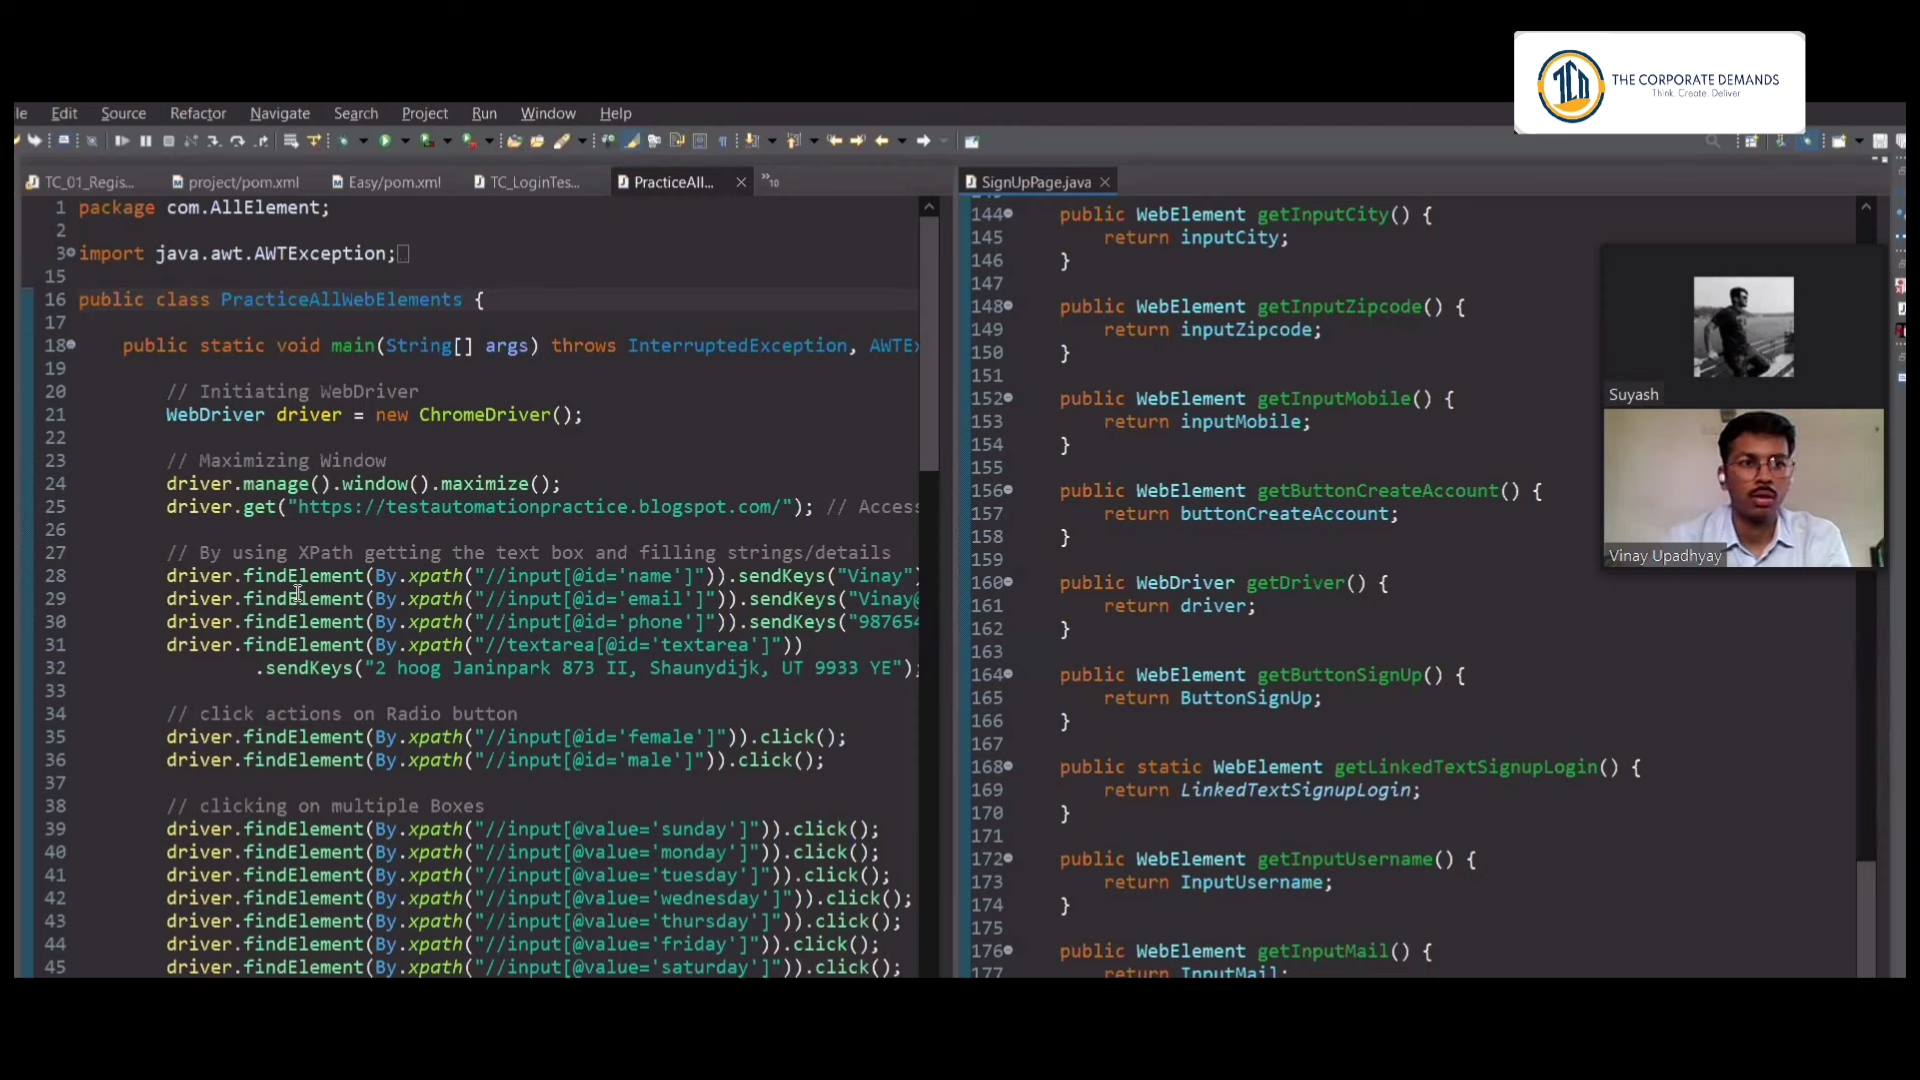 THE CORPORATE DEMANDS
Think. Create. Deliver
le Edit Source Refactor Navigate Search Project Run Window Help
TC_01_Regis... project/pom.xml Easy/pom.xml TC_LoginTes... PracticeAll... 10
1 package com.AllElement;
2
3 import java.awt.AWTException;
15
16 public class PracticeAllWebElements {
17
18 public static void main(String[] args) throws InterruptedException, AWTEx
19
20 // Initiating WebDriver
21 WebDriver driver = new ChromeDriver();
22
23 // Maximizing Window
24 driver.manage().window().maximize();
25 driver.get("https://testautomationpractice.blogspot.com/"); // Access
26
27 // By using XPath getting the text box and filling strings/details
28 driver.findElement(By.xpath("//input[@id='name']")).sendKeys("Vinay")
29 driver.findElement(By.xpath("//input[@id='email']")).sendKeys("Vinay@
30 driver.findElement(By.xpath("//input[@id='phone']")).sendKeys("987654
31 driver.findElement(By.xpath("//textarea[@id='textarea']"))
32 .sendKeys("2 hoog Janinpark 873 II, Shaunydijk, UT 9933 YE");
33
34 // click actions on Radio button
35 driver.findElement(By.xpath("//input[@id='female']")).click();
36 driver.findElement(By.xpath("//input[@id='male']")).click();
37
38 // clicking on multiple Boxes
39 driver.findElement(By.xpath("//input[@value='sunday']")).click();
40 driver.findElement(By.xpath("//input[@value='monday']")).click();
41 driver.findElement(By.xpath("//input[@value='tuesday']")).click();
42 driver.findElement(By.xpath("//input[@value='wednesday']")).click();
43 driver.findElement(By.xpath("//input[@value='thursday']")).click();
44 driver.findElement(By.xpath("//input[@value='friday']")).click();
45 driver.findElement(By.xpath("//input[@value='saturday']")).click();
SignUpPage.java
144 public WebElement getInputCity() {
145 return inputCity;
146 }
147
148 public WebElement getInputZipcode() {
149 return inputZipcode;
150 }
151
152 public WebElement getInputMobile() {
153 return inputMobile;
154 }
155
156 public WebElement getButtonCreateAccount() {
157 return buttonCreateAccount;
158 }
159
160 public WebDriver getDriver() {
161 return driver;
162 }
163
164 public WebElement getButtonSignUp() {
165 return ButtonSignUp;
166 }
167
168 public static WebElement getLinkedTextSignupLogin() {
169 return LinkedTextSignupLogin;
170 }
171
172 public WebElement getInputUsername() {
173 return InputUsername;
174 }
175
176 public WebElement getInputMail() {
177 return InputMail;
Suyash
Vinay Upadhyay